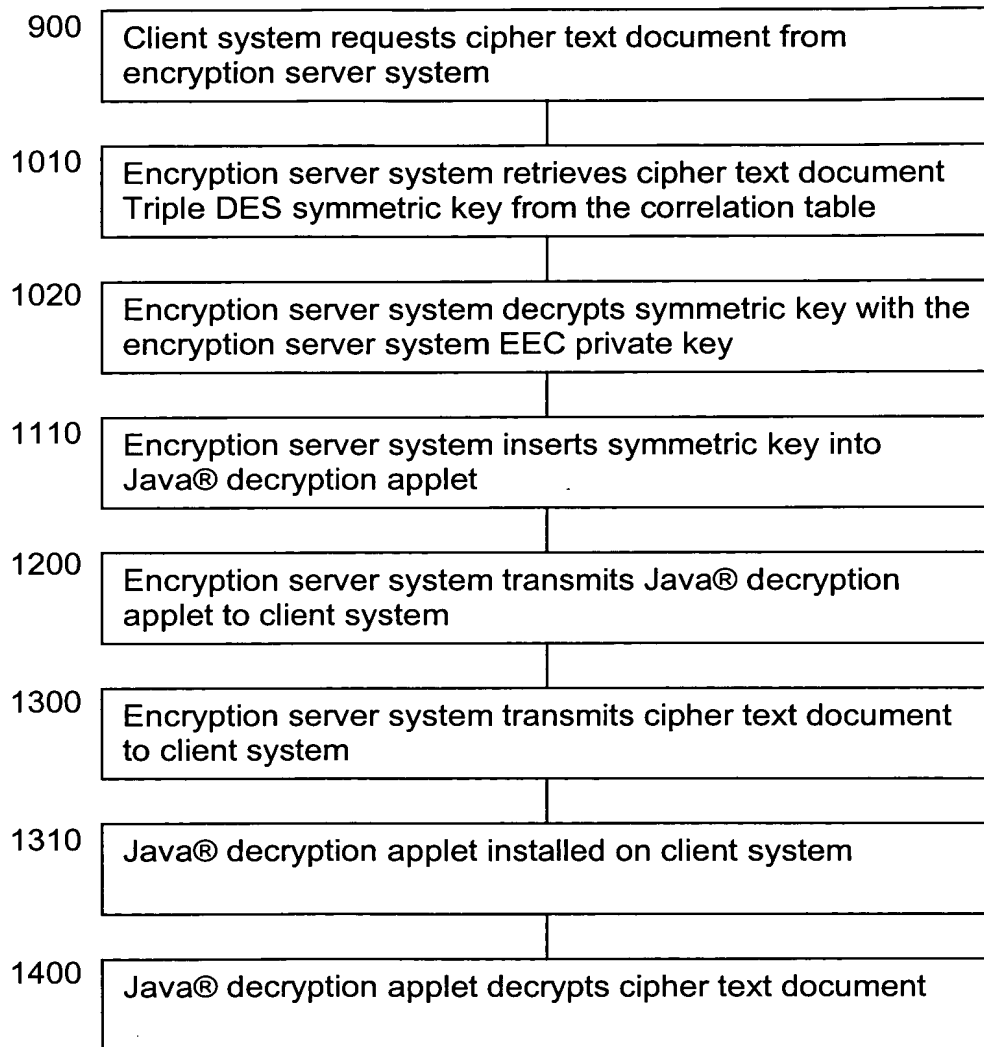 900
Client system requests cipher text document from
encryption server system
1010
Encryption server system retrieves cipher text document
Triple DES symmetric key from the correlation table
1020
Encryption server system decrypts symmetric key with the
encryption server system EEC private key
1110
Encryption server system inserts symmetric key into
Java® decryption applet
1200
Encryption server system transmits Java® decryption
applet to client system
1300
Encryption server system transmits cipher text document
to client system
1310
Java® decryption applet installed on client system
1400
Java® decryption applet decrypts cipher text document